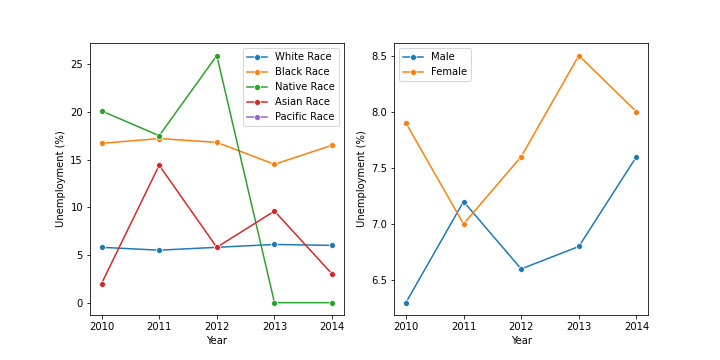 25
20
15
10
5
0
Unemployment (%)
White Race
Black Race
Native Race
Asian Race
Pacific Race
2010 2011 2012 2013 2014
Year
8.5
8.0
7.5
7.0
6.5
Unemployment (%)
Male
Female
2010 2011 2012 2013 2014
Year